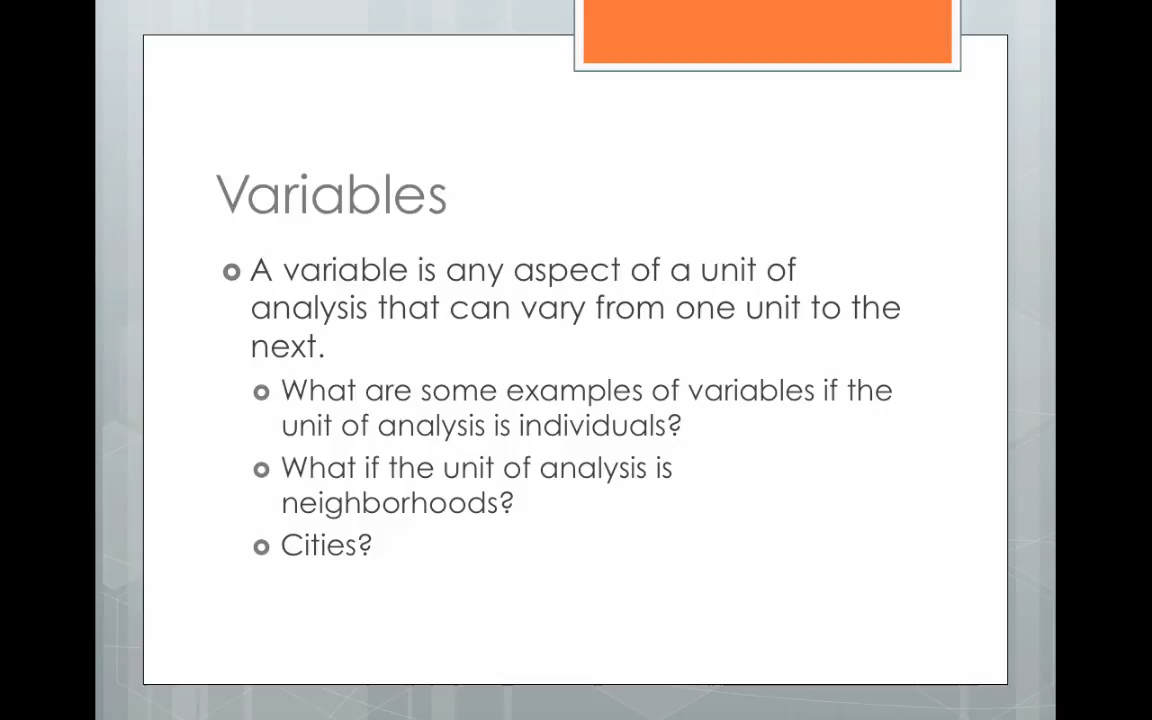 Variables
A variable is any aspect of a unit of
analysis that can vary from one unit to the
next.
What are some examples of variables if the
unit of analysis is individuals?
What if the unit of analysis is
neighborhoods?
Cities?